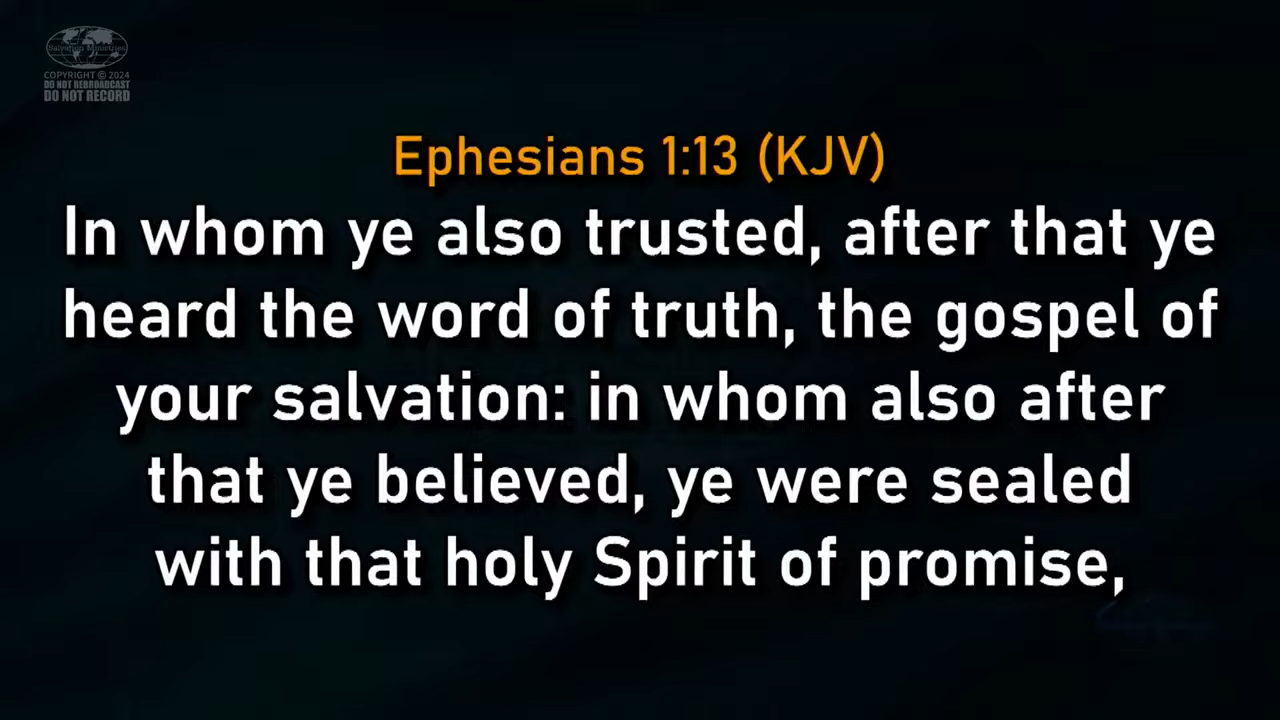 Salvation Ministries
COPYRIGHT © 2024
DO NOT REBROADCAST
DO NOT RECORD
Ephesians 1:13 (KJV)
In whom ye also trusted, after that ye
heard the word of truth, the gospel of
your salvation: in whom also after
that ye believed, ye were sealed
with that holy Spirit of promise,